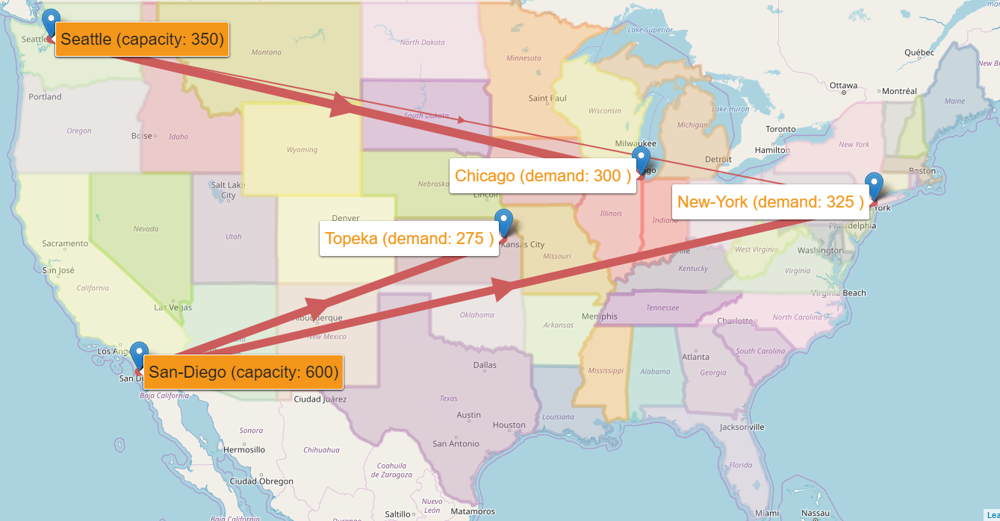 Seattle
Seattle (capacity: 350)
Montana
North Dakota
Minnesota
Lake Superior
Québec
Ottawa
Montréal
Maine
Portland
Oregon
Idaho
South Dakota
Saint Paul
Wisconsin
Michigan
Lake Huron
Toronto
Hamilton
New York
Wyoming
Milwaukee
Detroit
Boston
Chicago (demand: 300 )
New-York (demand: 325 )
York
Salt Lake
City
Nebraska
Lincoln
Denver
Illinois
Indiana
Philadelphia
Nevada
Utah
Topeka (demand: 275 )
Kansas City
Missouri
West Virginia
Washington
Sacramento
San José
California
Kentucky
Virginia
Virginia Beach
Las Vegas
Albuquerque
New Mexico
Oklahoma
Arkansas
Memphis
Tennessee
Charlotte
North Carolina
San-Diego (capacity: 600)
Baja California
Dallas
Mississippi
Alabama
Atlanta
Georgia
South Carolina
Ciudad Juárez
Texas
Austin
Houston
San Antonio
Louisiana
Jacksonville
Sonora
Hermosillo
Chihuahua
Coahuila
de Zaragoza
Ciudad Obregon
Florida
Nuevo
León
Saltillo
Matamoros
Baja California
Durango
Miami
Nassau